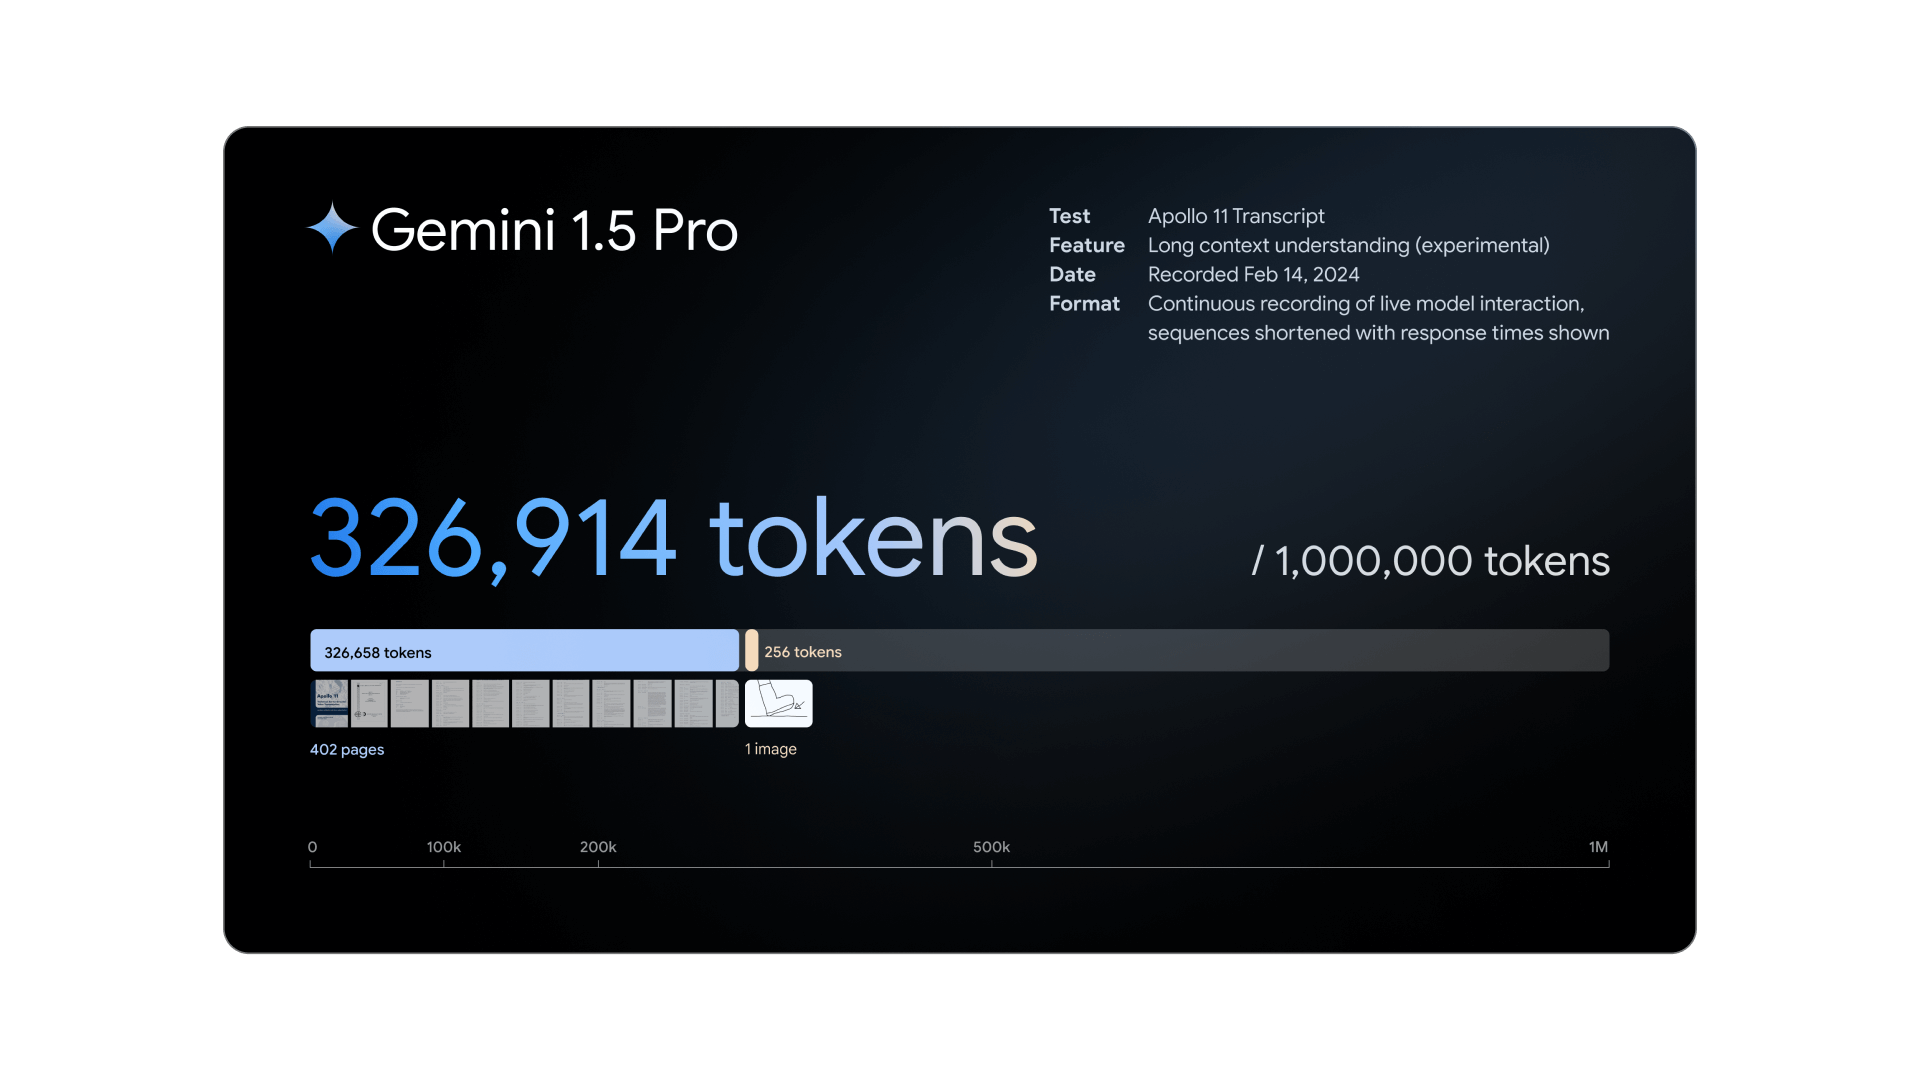 Gemini 1.5 Pro
Test Apollo 11 Transcript
Feature Long context understanding (experimental)
Date Recorded Feb 14, 2024
Format Continuous recording of live model interaction,
sequences shortened with response times shown
326,914 tokens
/ 1,000,000 tokens
326,658 tokens
256 tokens
Apollo 11
402 pages
1 image
0 100k 200k 500k 1M